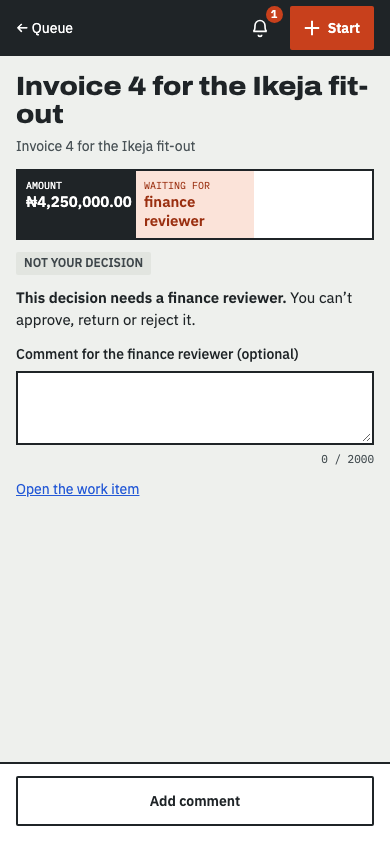 ← Queue
1
+ Start
Invoice 4 for the Ikeja fit-
out
Invoice 4 for the Ikeja fit-out
AMOUNT
₦4,250,000.00
WAITING FOR
finance
reviewer
NOT YOUR DECISION
This decision needs a finance reviewer. You can’t
approve, return or reject it.
Comment for the finance reviewer (optional)
0 / 2000
Open the work item
Add comment